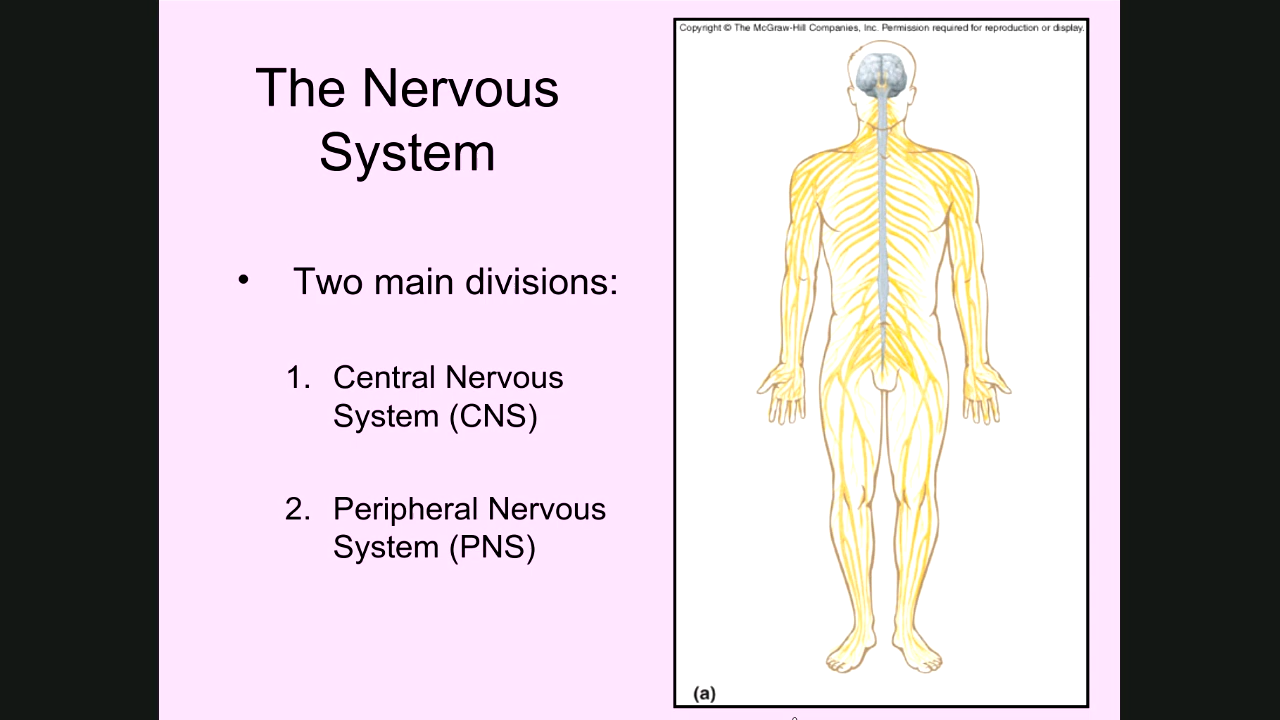 Copyright © The McGraw-Hill Companies, Inc. Permission required for reproduction or display.
The Nervous
System
• Two main divisions:
1. Central Nervous
System (CNS)
2. Peripheral Nervous
System (PNS)
(a)